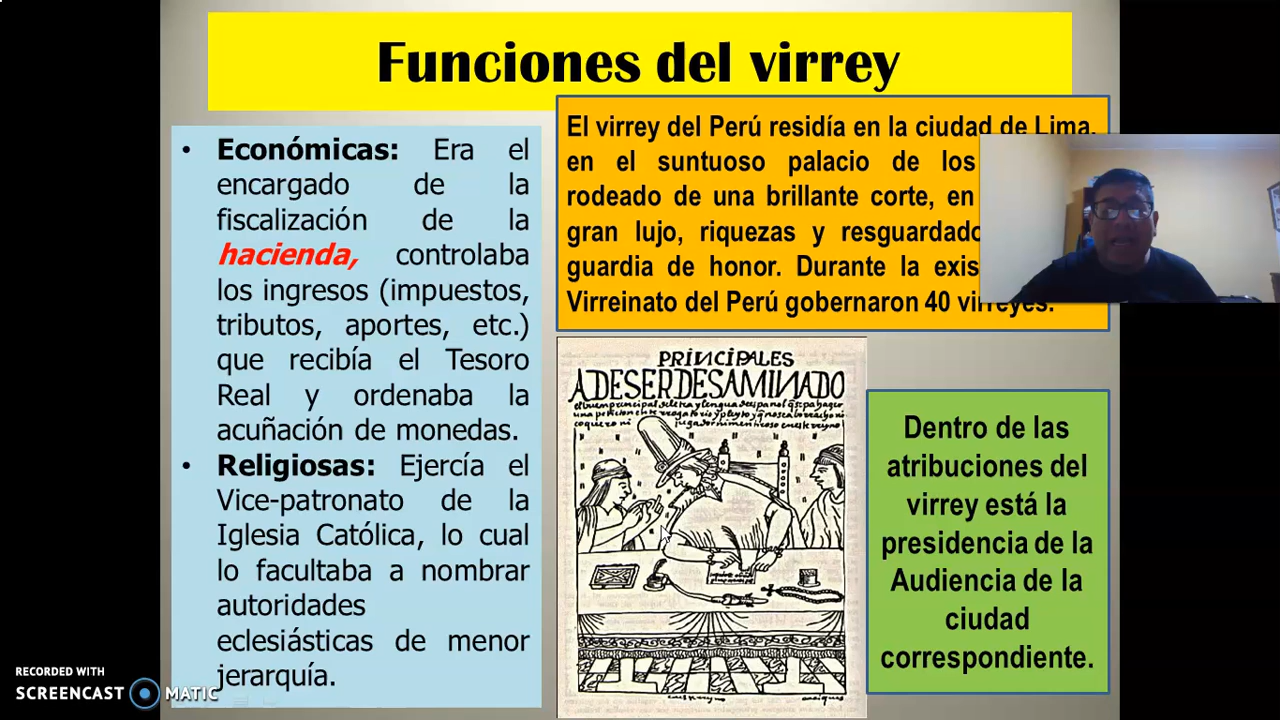 Funciones del virrey
• Económicas: Era el
encargado de la
fiscalización de la
hacienda, controlaba
los ingresos (impuestos,
tributos, aportes, etc.)
que recibía el Tesoro
Real y ordenaba la
acuñación de monedas.
• Religiosas: Ejercía el
Vice-patronato de la
Iglesia Católica, lo cual
lo facultaba a nombrar
autoridades
eclesiásticas de menor
jerarquía.
El virrey del Perú residía en la ciudad de Lima,
en el suntuoso palacio de los
rodeado de una brillante corte, en
gran lujo, riquezas y resguardado
guardia de honor. Durante la
Virreinato del Perú gobernaron 40 virreyes.
PRINCIPALES
ADESERDESAMINADO
Dentro de las
atribuciones del
virrey está la
presidencia de la
Audiencia de la
ciudad
correspondiente.
RECORDED WITH
SCREENCAST MATIC